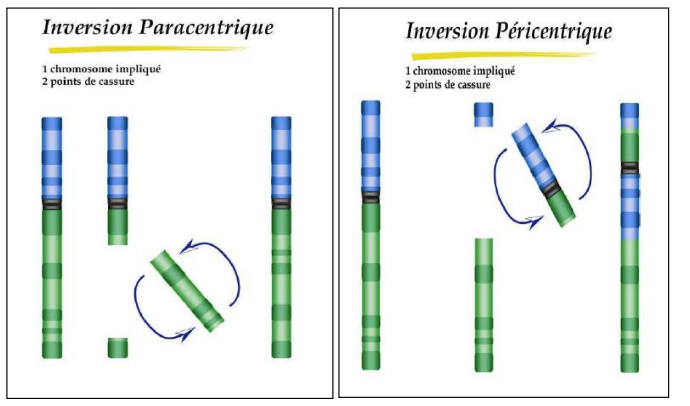 Inversion Paracentrique
1 chromosome impliqué
2 points de cassure
Inversion Péricentrique
1 chromosome impliqué
2 points de cassure